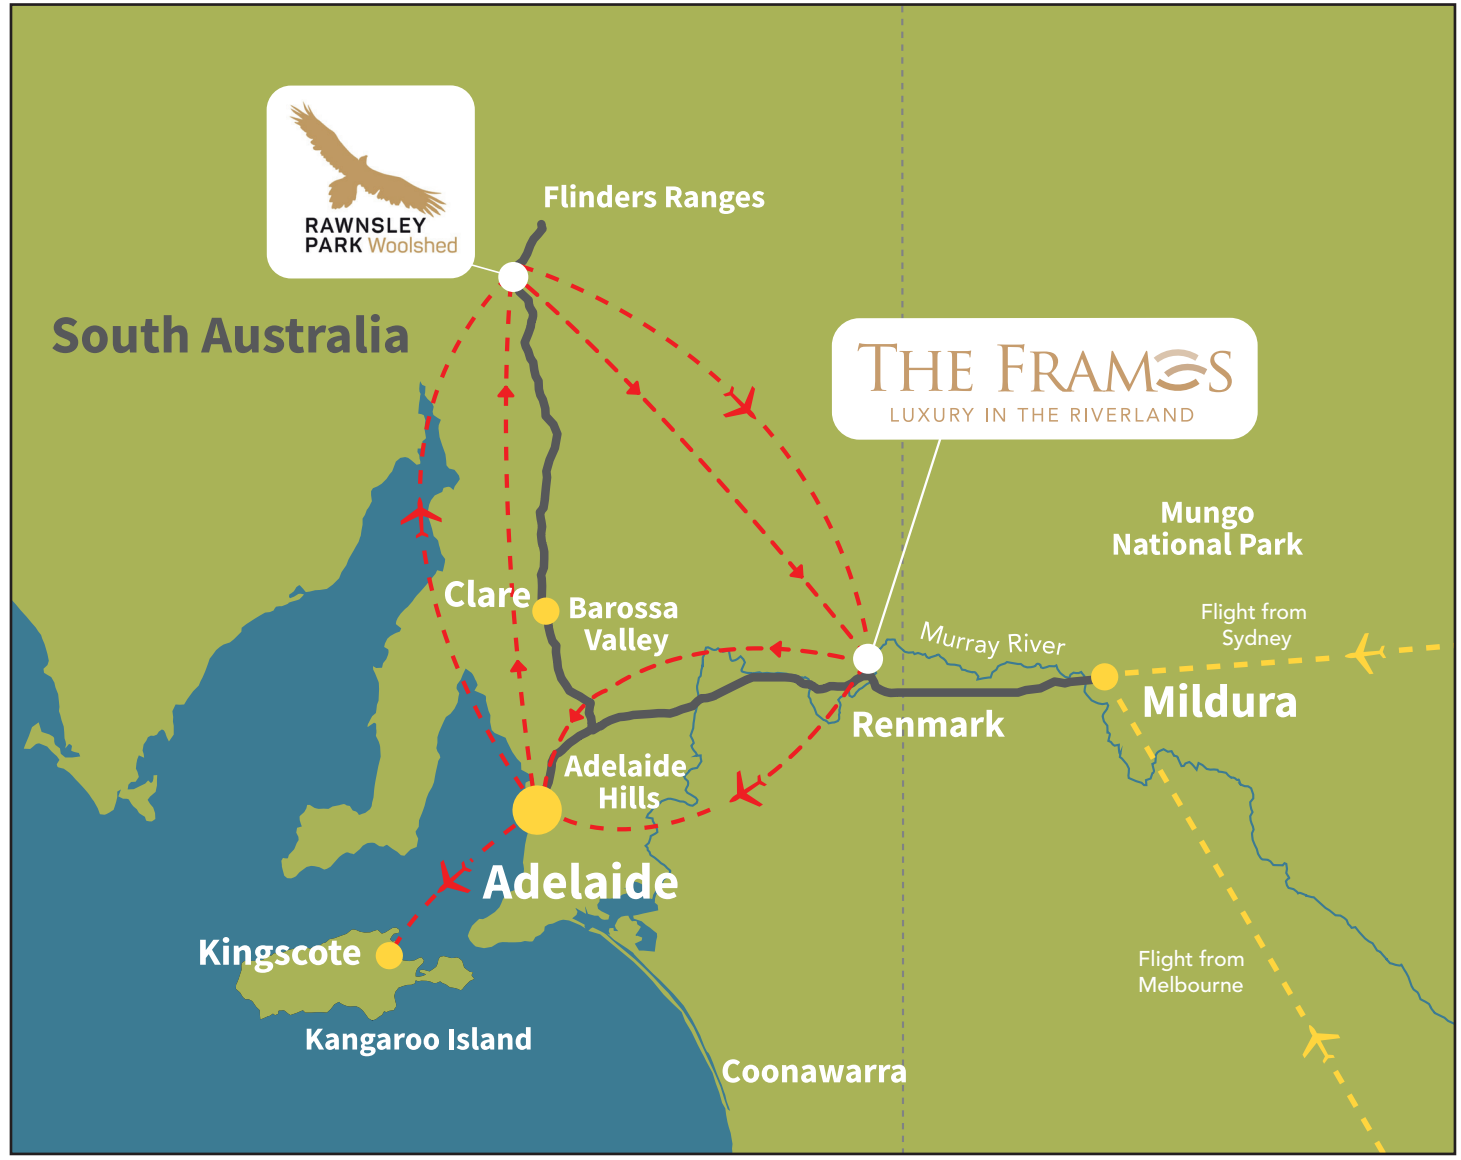 Flinders Ranges
RAWNSLEY
PARK Woolshed
South Australia
THE FRAMES
LUXURY IN THE RIVERLAND
Mungo
National Park
Clare
Barossa
Valley
Flight from
Sydney
Murray River
Mildura
Renmark
Adelaide
Hills
Adelaide
Kingscote
Flight from
Melbourne
Kangaroo Island
Coonawarra